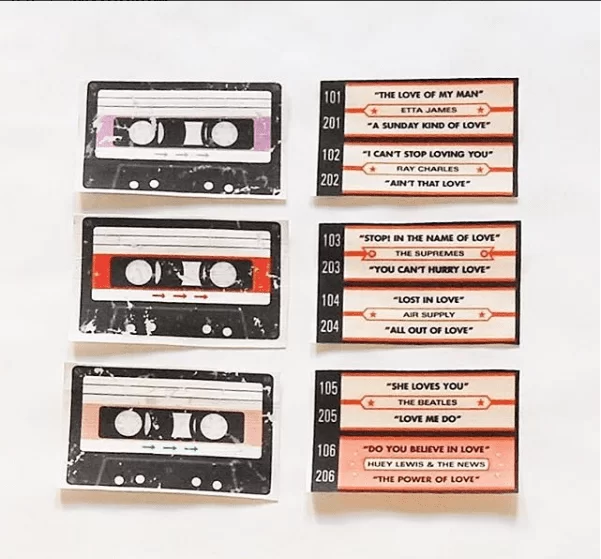 101
"THE LOVE OF MY MAN"
ETTA JAMES
201
"A SUNDAY KIND OF LOVE"
102
"I CAN'T STOP LOVING YOU"
RAY CHARLES
202
"AIN'T THAT LOVE"
103
"STOP! IN THE NAME OF LOVE"
THE SUPREMES
203
"YOU CAN'T HURRY LOVE"
104
"LOST IN LOVE"
AIR SUPPLY
204
"ALL OUT OF LOVE"
105
"SHE LOVES YOU"
THE BEATLES
205
"LOVE ME DO"
106
"DO YOU BELIEVE IN LOVE"
HUEY LEWIS & THE NEWS
206
"THE POWER OF LOVE"